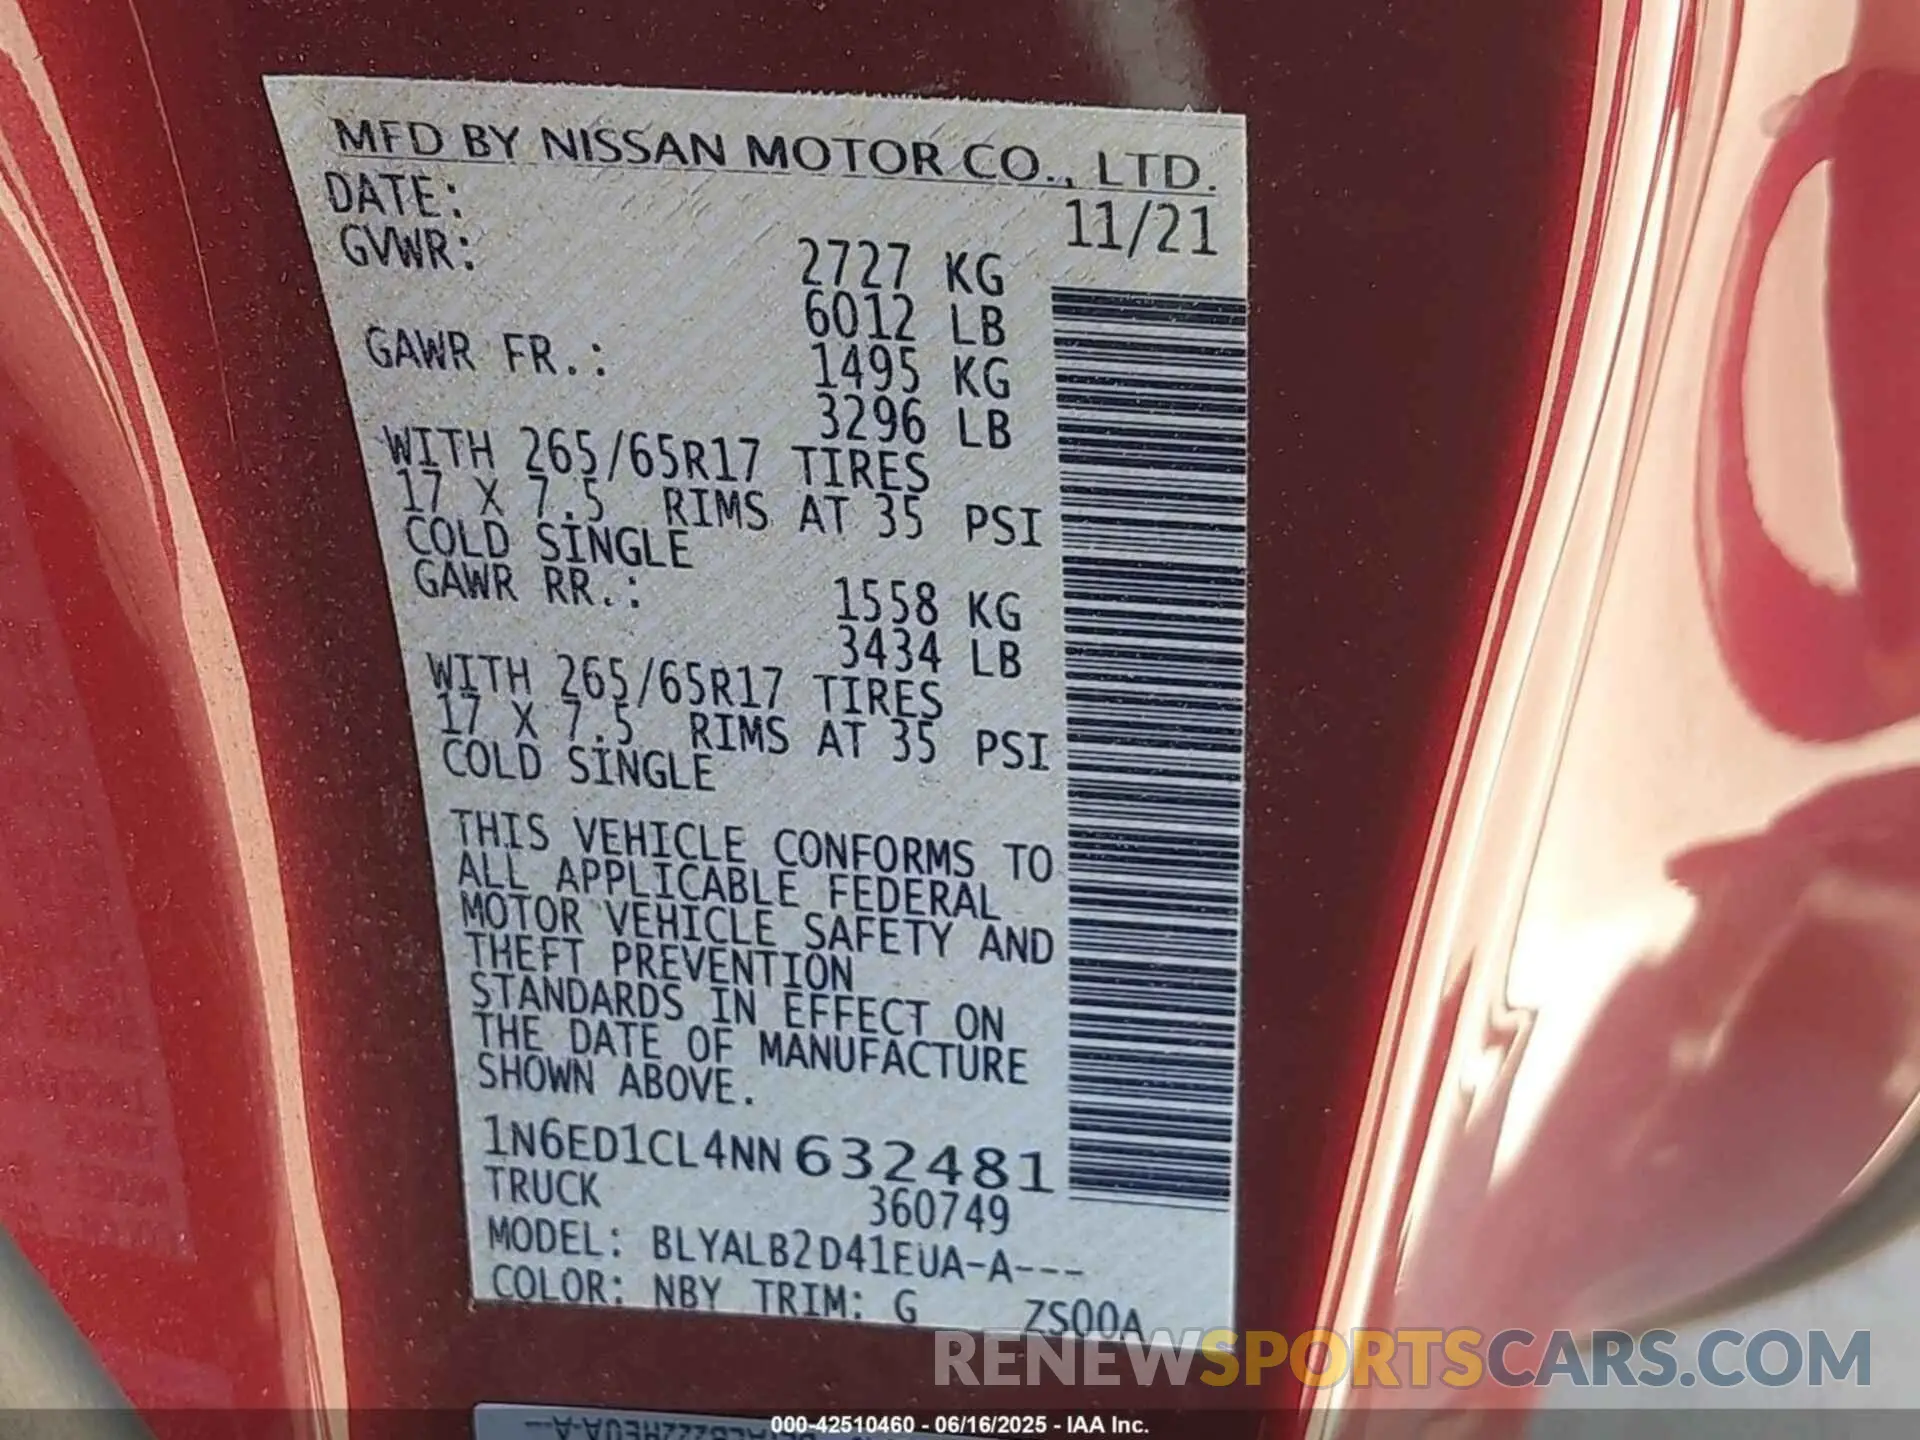 MFD BY NISSAN MOTOR CO., LTD.
DATE: 11/21
GVWR: 2727 KG
6012 LB
GAWR FR.: 1495 KG
3296 LB
WITH 265/65R17 TIRES
17 X 7.5 RIMS AT 35 PSI
COLD SINGLE
GAWR RR.: 1558 KG
3434 LB
WITH 265/65R17 TIRES
17 X 7.5 RIMS AT 35 PSI
COLD SINGLE
THIS VEHICLE CONFORMS TO
ALL APPLICABLE FEDERAL
MOTOR VEHICLE SAFETY AND
THEFT PREVENTION
STANDARDS IN EFFECT ON
THE DATE OF MANUFACTURE
SHOWN ABOVE.
1N6ED1CL4NN632481
TRUCK 360749
MODEL: BLYALB2D41EUA-A---
COLOR: NBY TRIM: G ZS00A
RENEWSPORTSCARS.COM
000-42510460 - 06/16/2025 - IAA Inc.